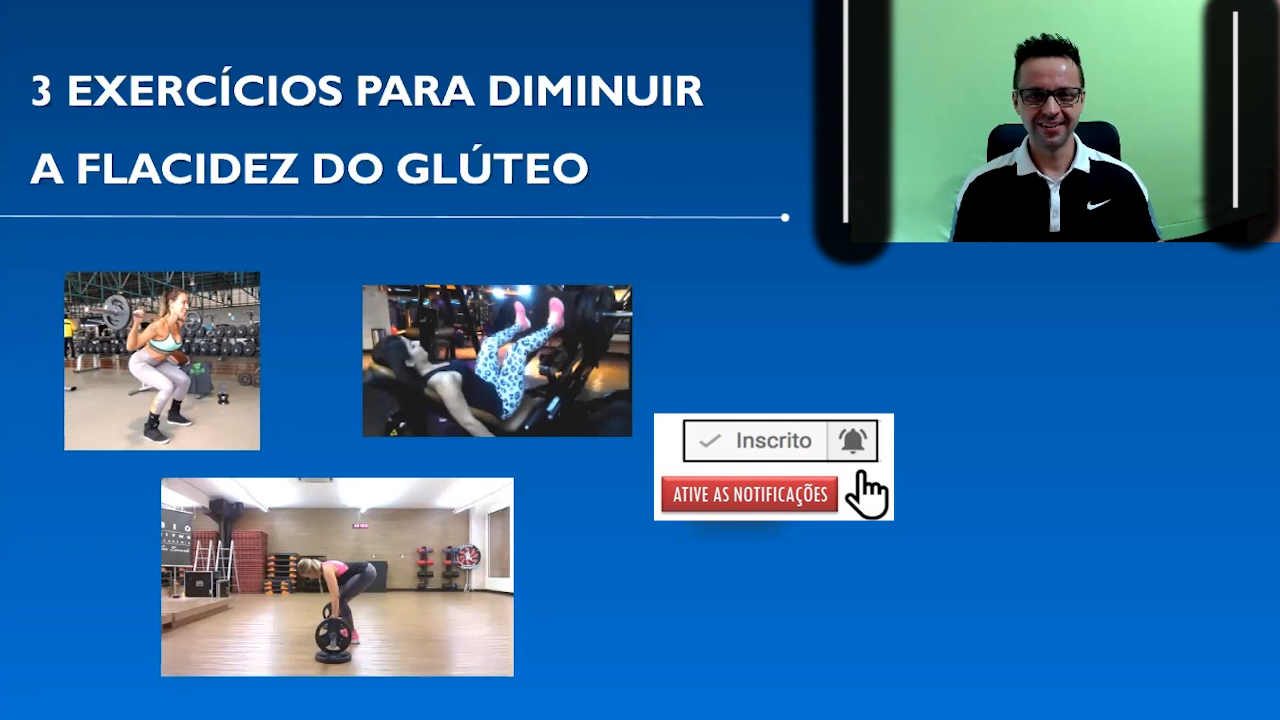 3 EXERCÍCIOS PARA DIMINUIR
A FLACIDEZ DO GLÚTEO
Inscrito
ATIVE AS NOTIFICAÇÕES